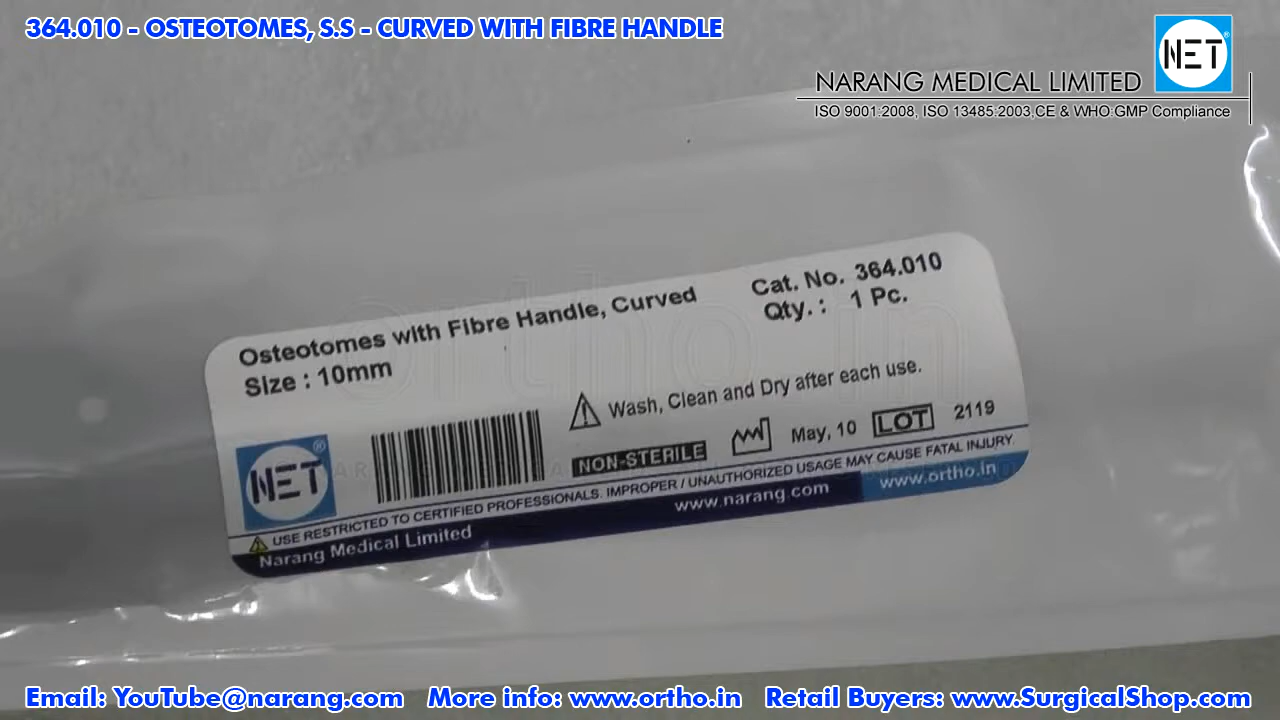 364.010 - OSTEOTOMES, S.S - CURVED WITH FIBRE HANDLE
NET®
NARANG MEDICAL LIMITED
ISO 9001:2008, ISO 13485:2003,CE & WHO:GMP Compliance
Osteotomes with Fibre Handle, Curved
Size : 10mm
Cat. No. 364.010
Qty. : 1 Pc.
Wash, Clean and Dry after each use.
NON-STERILE
May, 10
LOT 2119
NET®
USE RESTRICTED TO CERTIFIED PROFESSIONALS. IMPROPER / UNAUTHORIZED USAGE MAY CAUSE FATAL INJURY.
Narang Medical Limited
www.narang.com
www.ortho.in
ortho.in
Email: YouTube@narang.com More info: www.ortho.in Retail Buyers: www.SurgicalShop.com